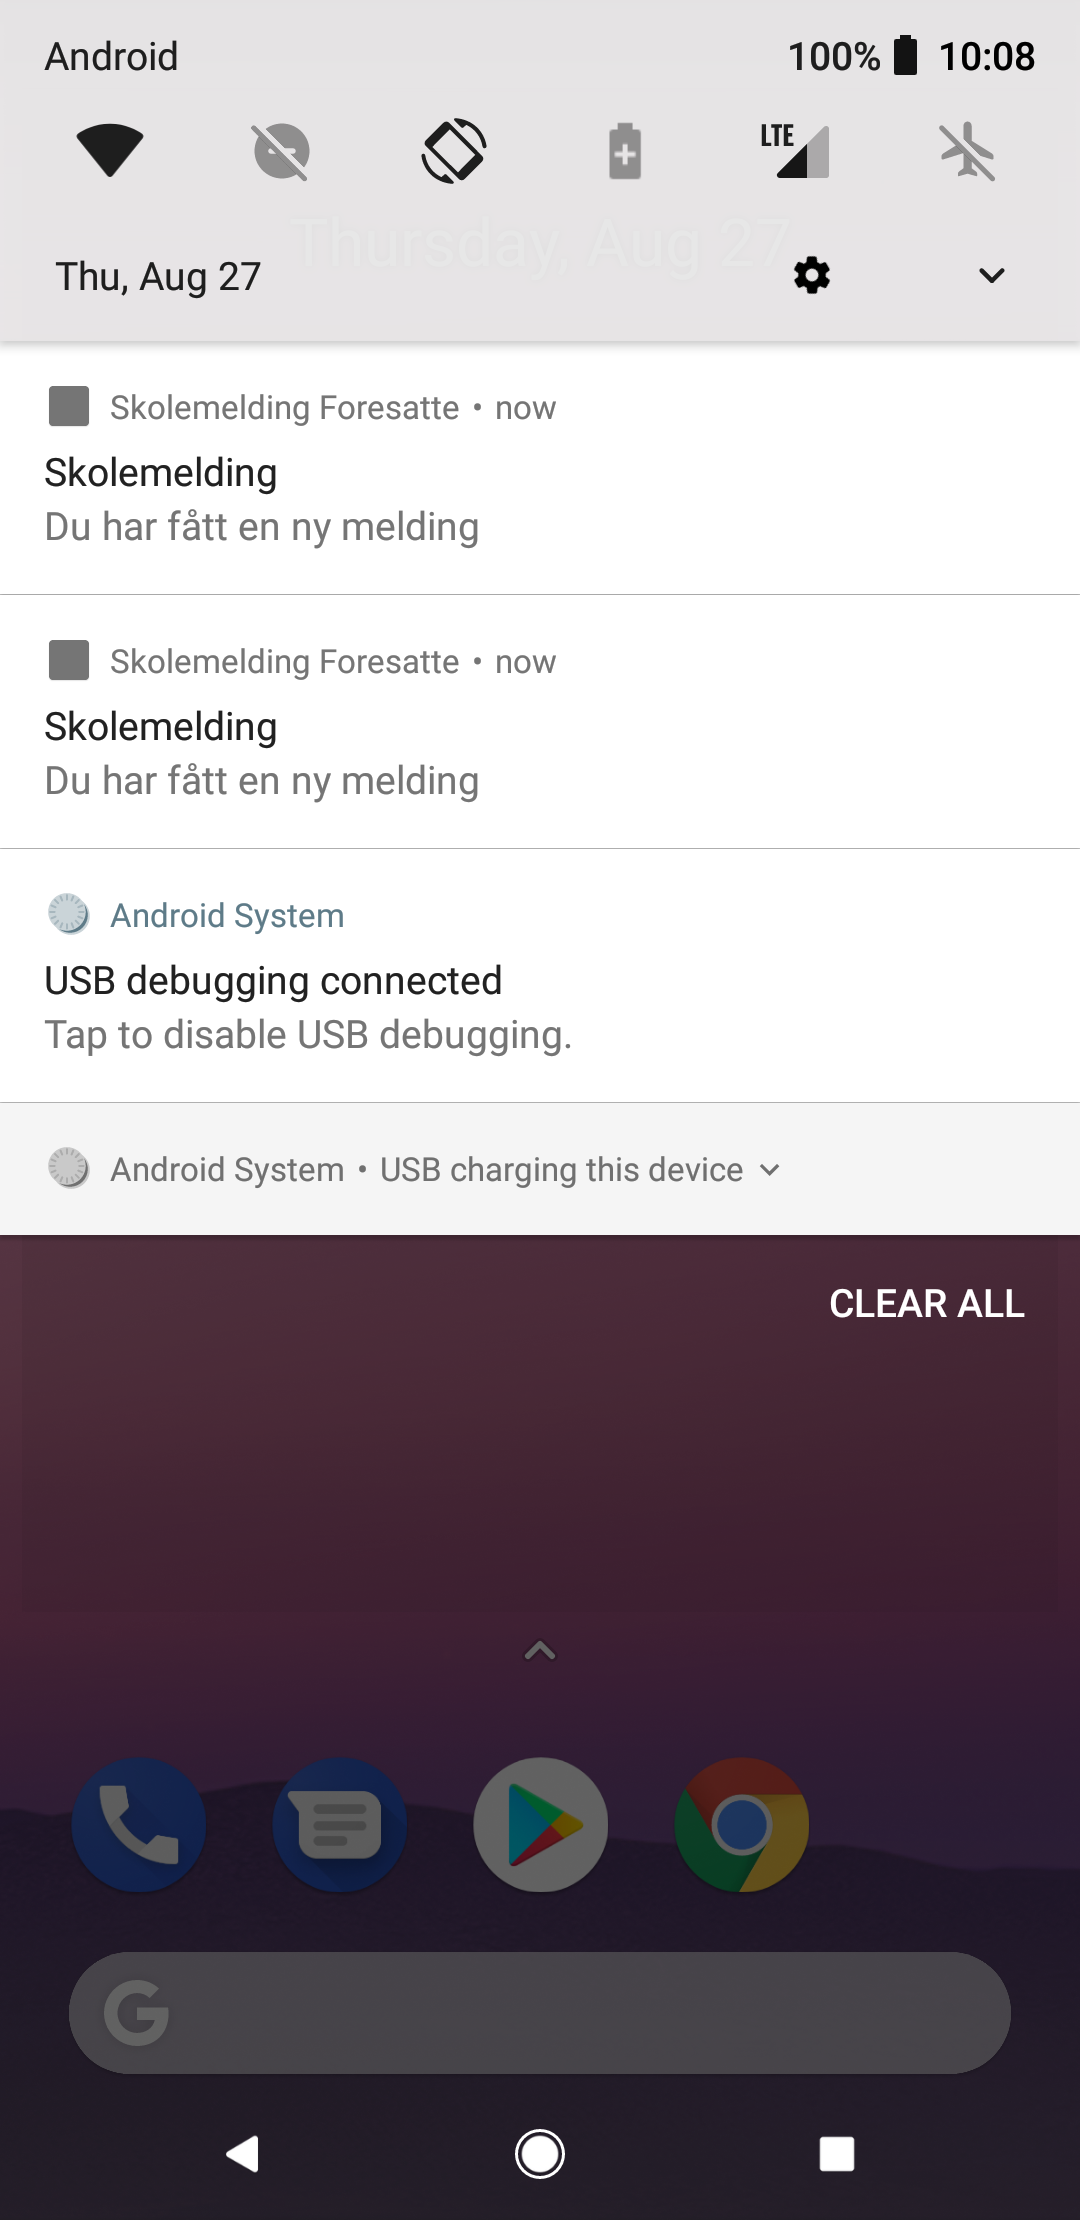 Android 100% 10:08
LTE
Thursday, Aug 27
Thu, Aug 27
Skolemelding Foresatte • now
Skolemelding
Du har fått en ny melding
Skolemelding Foresatte • now
Skolemelding
Du har fått en ny melding
Android System
USB debugging connected
Tap to disable USB debugging.
Android System • USB charging this device
CLEAR ALL